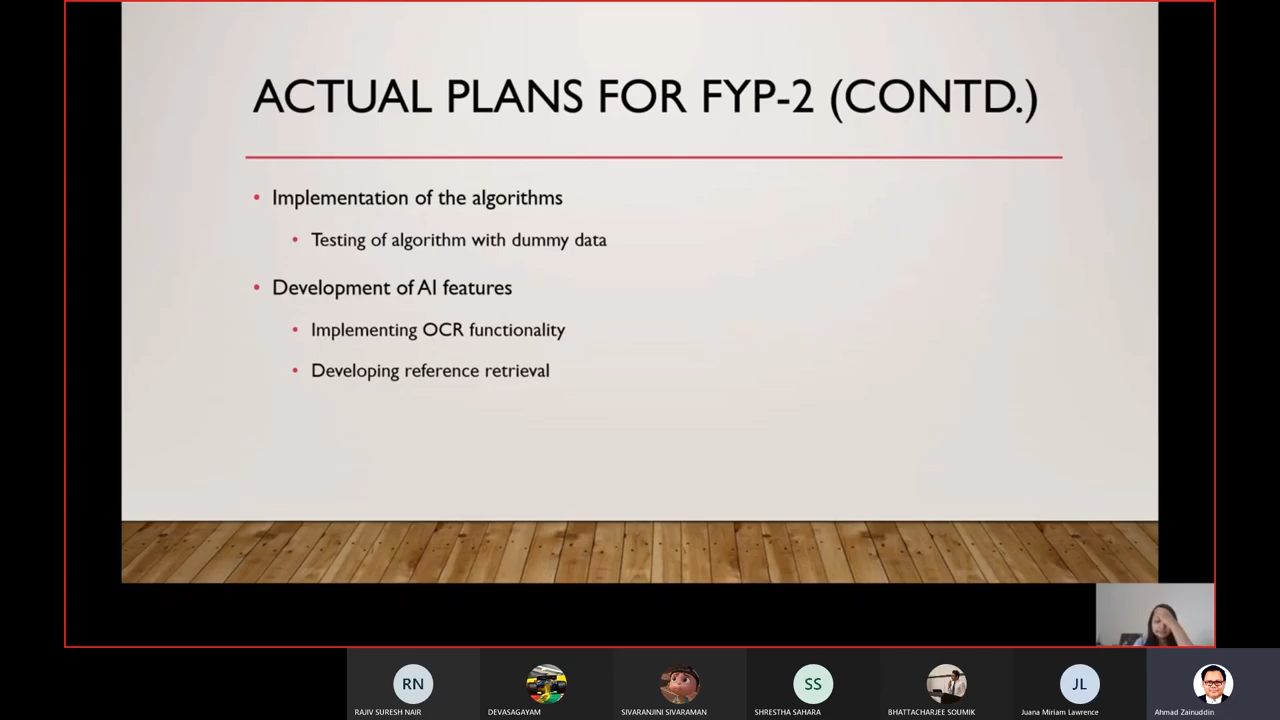 ACTUAL PLANS FOR FYP-2 (CONTD.)
• Implementation of the algorithms
• Testing of algorithm with dummy data
• Development of AI features
• Implementing OCR functionality
• Developing reference retrieval
RN
SS
JL
RAJIV SURESH NAIR
DEVASAGAYAM
SIVARANJINI SIVARAMAN
SHRESTHA SAHARA
BHATTACHARJEE SOUMIK
Juana Miriam Lawrence
Ahmad Zainuddin